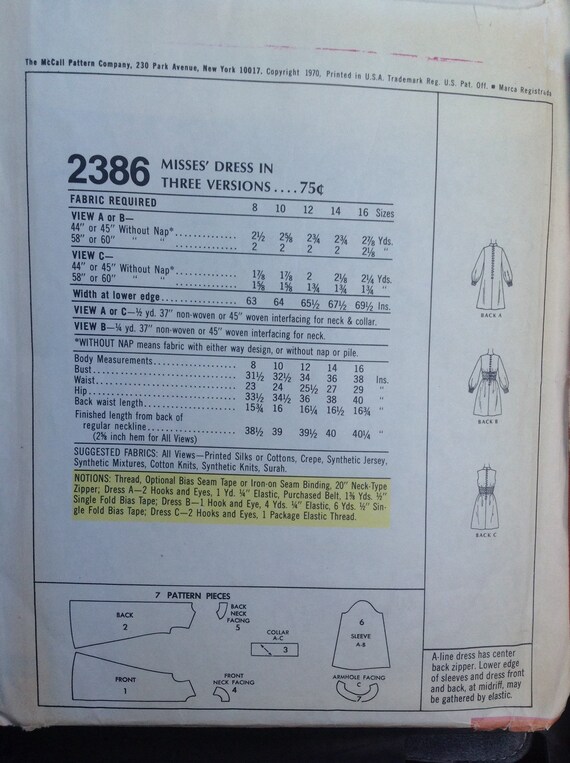 The McCall Pattern Company, 230 Park Avenue, New York 10017. Copyright 1970, Printed in U.S.A. Trademark Reg. U.S. Pat. Off. • Marca Registrada
2386 MISSES' DRESS IN
THREE VERSIONS....75¢
FABRIC REQUIRED 8 10 12 14 16 Sizes
VIEW A or B—
44" or 45" Without Nap*.............. 2½ 2⅝ 2¾ 2¾ 2⅞ Yds.
58" or 60" " " .............. 2 2 2 2 2⅛ "
VIEW C—
44" or 45" Without Nap*.............. 1⅞ 1⅞ 2 2⅛ 2¼ Yds.
58" or 60" " " .............. 1⅝ 1⅝ 1¾ 1¾ 1¾ "
Width at lower edge.................. 63 64 65½ 67½ 69½ Ins.
VIEW A or C—½ yd. 37" non-woven or 45" woven interfacing for neck & collar.
VIEW B—¼ yd. 37" non-woven or 45" woven interfacing for neck.
*WITHOUT NAP means fabric with either way design, or without nap or pile.
Body Measurements.................. 8 10 12 14 16
Bust.............................. 31½ 32½ 34 36 38 Ins.
Waist............................. 23 24 25½ 27 29 "
Hip............................... 33½ 34½ 36 38 40 "
Back waist length.................. 15¾ 16 16¼ 16½ 16¾ "
Finished length from back of
regular neckline.................. 38½ 39 39½ 40 40¼ "
(2⅝ inch hem for All Views)
SUGGESTED FABRICS: All Views—Printed Silks or Cottons, Crepe, Synthetic Jersey,
Synthetic Mixtures, Cotton Knits, Synthetic Knits, Surah.
NOTIONS: Thread, Optional Bias Seam Tape or Iron-on Seam Binding, 20" Neck-Type
Zipper; Dress A—2 Hooks and Eyes, 1 Yd. ¼" Elastic, Purchased Belt, 1⅜ Yds. ½"
Single Fold Bias Tape; Dress B—1 Hook and Eye, 4 Yds. ¼" Elastic, 6 Yds. ½" Sin-
gle Fold Bias Tape; Dress C—2 Hooks and Eyes, 1 Package Elastic Thread.
BACK A
BACK B
BACK C
7 PATTERN PIECES
BACK
2
BACK
NECK
FACING
5
COLLAR
A-C
3
6
SLEEVE
A-B
FRONT
1
FRONT
NECK FACING
4
ARMHOLE FACING
C
7
A-line dress has center
back zipper. Lower edge
of sleeves and dress front
and back, at midriff, may
be gathered by elastic.